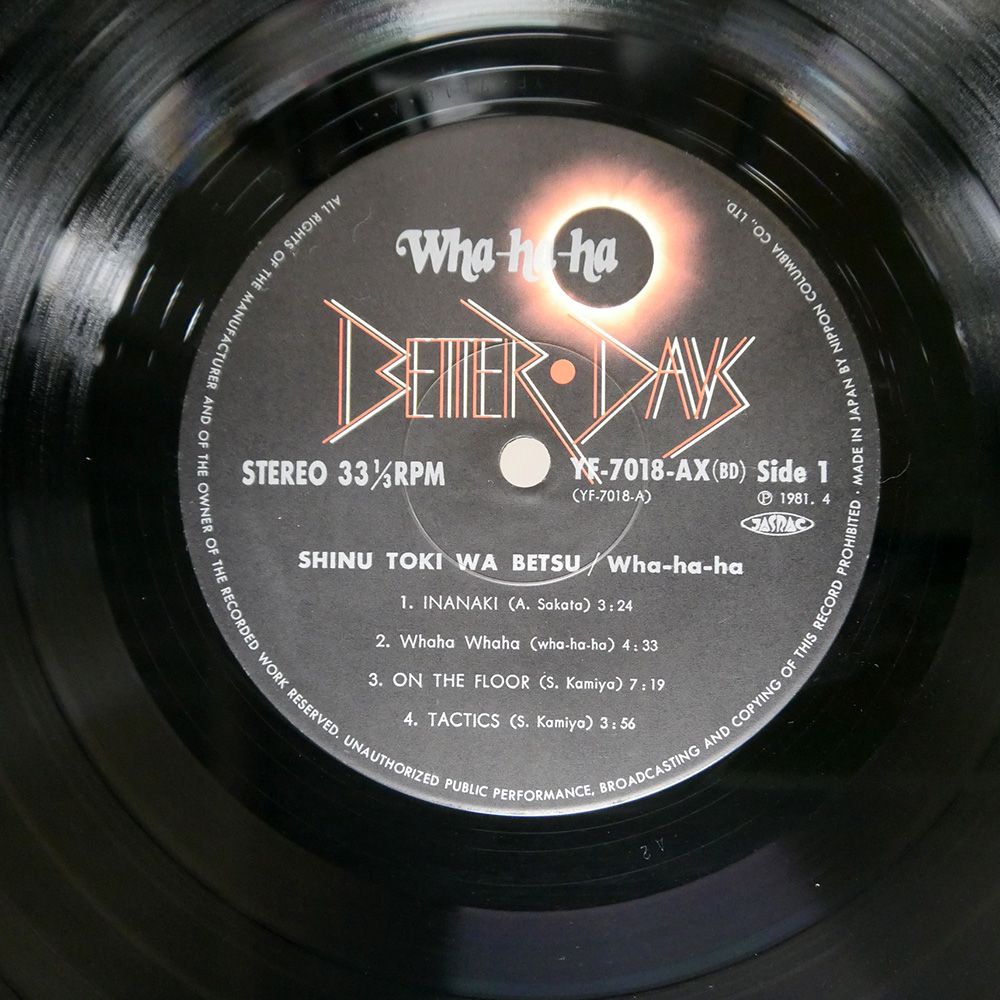 Wha-ha-ha
BETTER·DAYS
STEREO 33⅓RPM
YF-7018-AX(BD) Side 1
(YF-7018-A)
Ⓟ 1981. 4
JASRAC
SHINU TOKI WA BETSU / Wha-ha-ha
1. INANAKI (A. Sakata) 3:24
2. Whaha Whaha (wha-ha-ha) 4:33
3. ON THE FLOOR (S. Kamiya) 7:19
4. TACTICS (S. Kamiya) 3:56
ALL RIGHTS OF THE MANUFACTURER AND OF THE OWNER OF THE RECORDED WORK RESERVED. UNAUTHORIZED PUBLIC PERFORMANCE, BROADCASTING AND COPYING OF THIS RECORD PROHIBITED · MADE IN JAPAN BY NIPPON COLUMBIA CO., LTD.